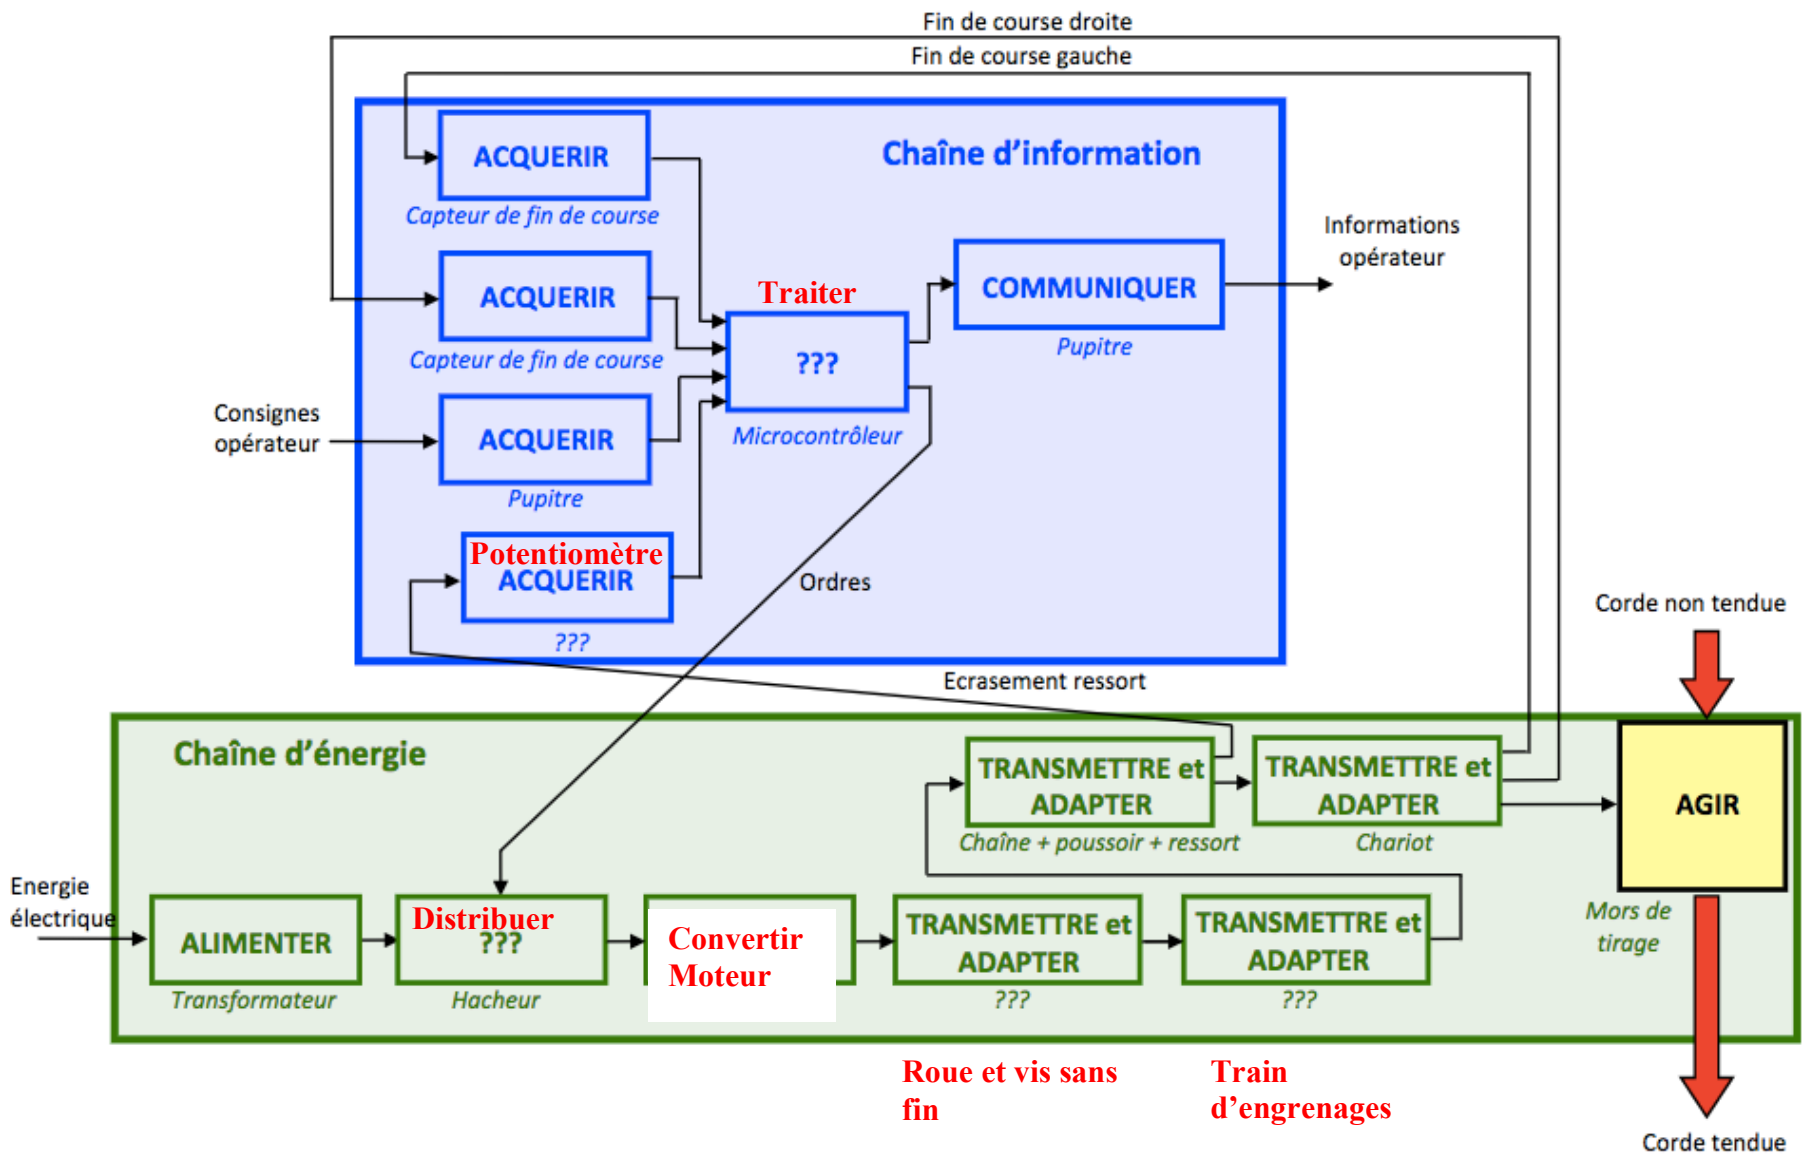 Fin de course droite
Fin de course gauche
Chaîne d'information
ACQUERIR
Capteur de fin de course
ACQUERIR
Capteur de fin de course
Consignes
opérateur
ACQUERIR
Pupitre
Potentiomètre
ACQUERIR
???
Traiter
???
Microcontrôleur
COMMUNIQUER
Pupitre
Informations
opérateur
Ordres
Ecrasement ressort
Corde non tendue
Chaîne d'énergie
TRANSMETTRE et
ADAPTER
Chaîne + poussoir + ressort
TRANSMETTRE et
ADAPTER
Chariot
AGIR
Mors de
tirage
Energie
électrique
ALIMENTER
Transformateur
Distribuer
???
Hacheur
Convertir
Moteur
TRANSMETTRE et
ADAPTER
???
TRANSMETTRE et
ADAPTER
???
Roue et vis sans
fin
Train
d'engrenages
Corde tendue